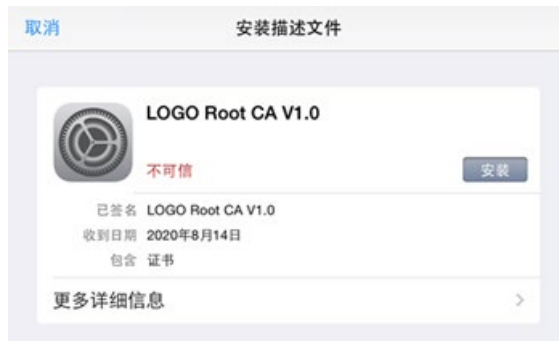 取消 安装描述文件
LOGO Root CA V1.0
不可信 安装
已签名 LOGO Root CA V1.0
收到日期 2020年8月14日
包含 证书
更多详细信息